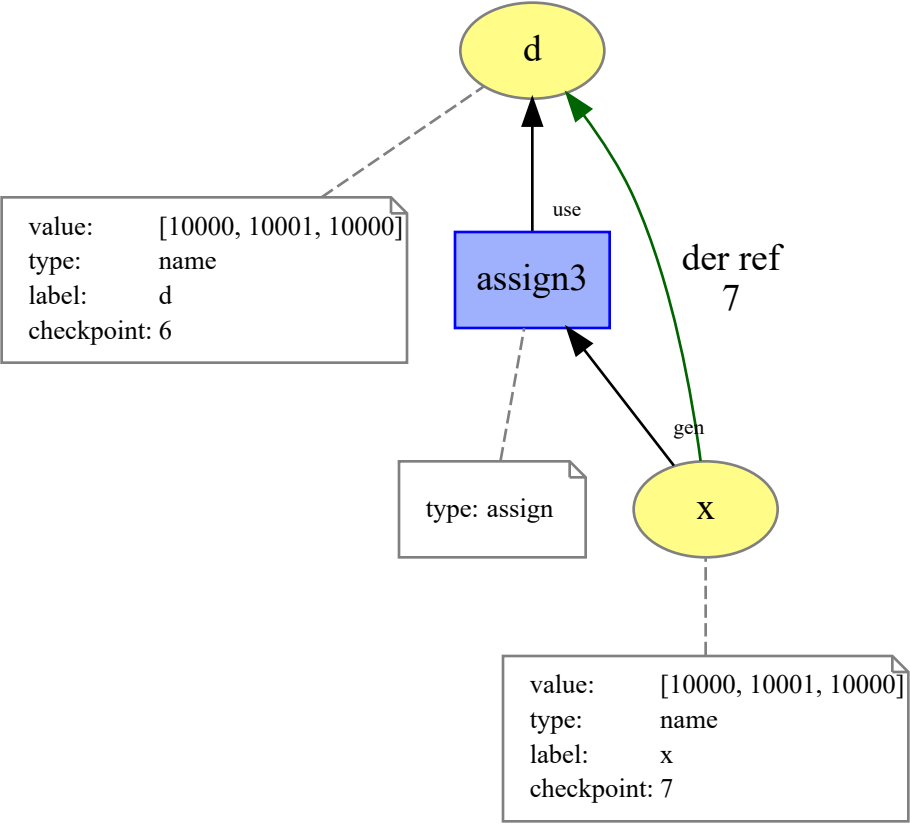 d
value: [10000, 10001, 10000]
type: name
label: d
checkpoint: 6
use
assign3
der ref
7
gen
type: assign
x
value: [10000, 10001, 10000]
type: name
label: x
checkpoint: 7